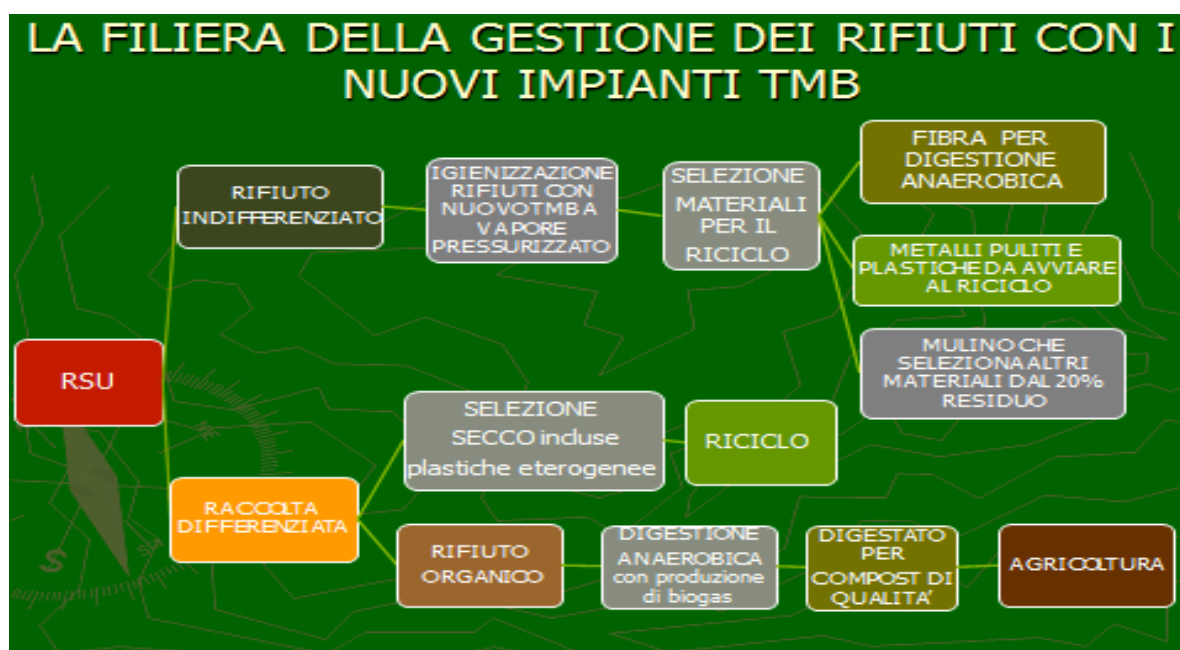 LA FILIERA DELLA GESTIONE DEI RIFIUTI CON I
NUOVI IMPIANTI TMB
RSU
RIFIUTO
INDIFFERENZIATO
IGIENIZZAZIONE
RIFIUTI CON
NUOVO TMB A
VAPORE
PRESSURIZZATO
SELEZIONE
MATERIALI
PER IL
RICICLO
FIBRA PER
DIGESTIONE
ANAEROBICA
METALLI PULITI E
PLASTICHE DA AVVIARE
AL RICICLO
MULINO CHE
SELEZIONA ALTRI
MATERIALI DAL 20%
RESIDUO
RACCOLTA
DIFFERENZIATA
SELEZIONE
SECCO incluse
plastiche eterogenee
RICICLO
RIFIUTO
ORGANICO
DIGESTIONE
ANAEROBICA
con produzione
di biogas
DIGESTATO
PER
COMPOST DI
QUALITA'
AGRICOLTURA
S